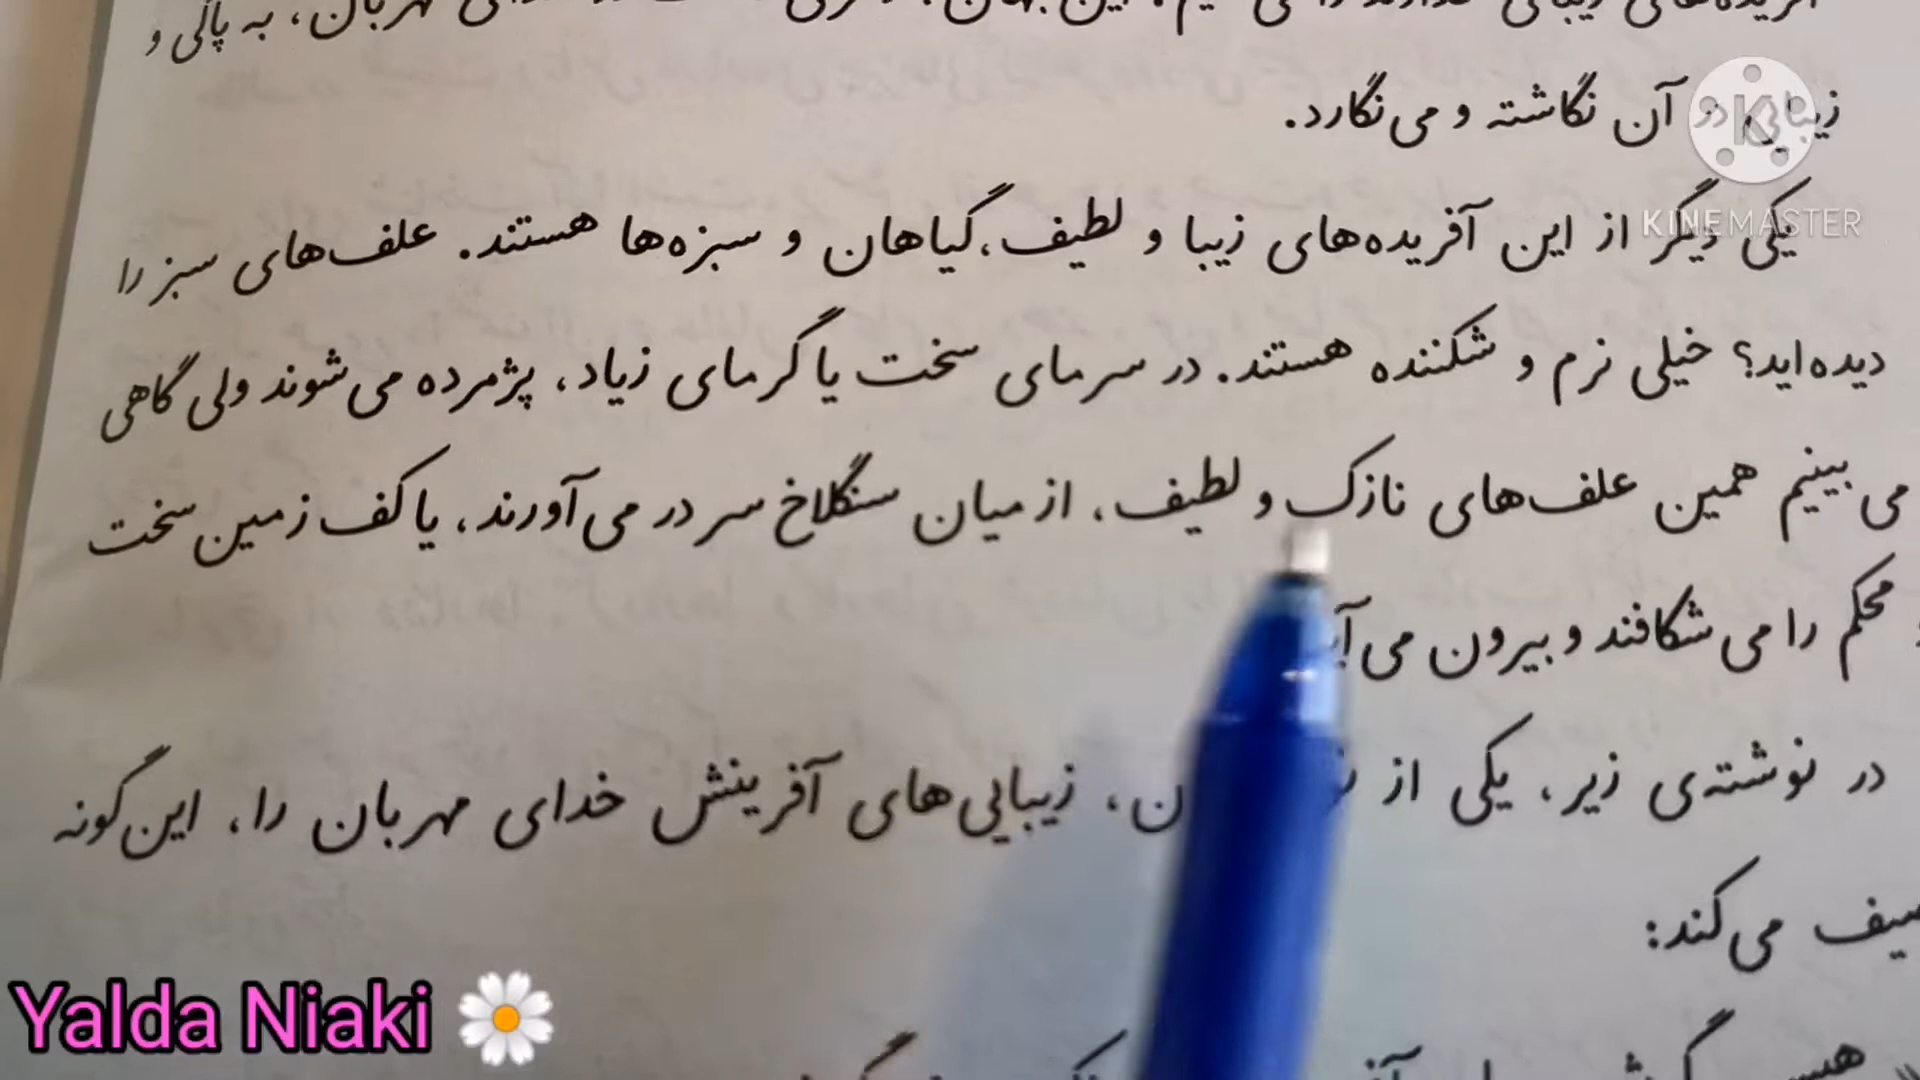 مهربان، به پاکی و
زیبایی در آن نگاشته و می‌نگارد.
یکی دیگر از این آفریده‌های زیبا و لطیف، گیاهان و سبزه‌ها هستند. علف‌های سبز را
دیده‌اید؟ خیلی نرم و شکننده هستند. در سرمای سخت یا گرمای زیاد، پژمرده می‌شوند ولی گاهی
می‌بینیم همین علف‌های نازک و لطیف، از میان سنگلاخ سر در می‌آورند، یا کف زمین سخت
محکم را می‌شکافند و بیرون می‌آ
در نوشته‌ی زیر، یکی از زیبایی‌های آفرینش خدای مهربان را، این‌گونه
می‌کند:
KINEMASTER
Yalda Niaki